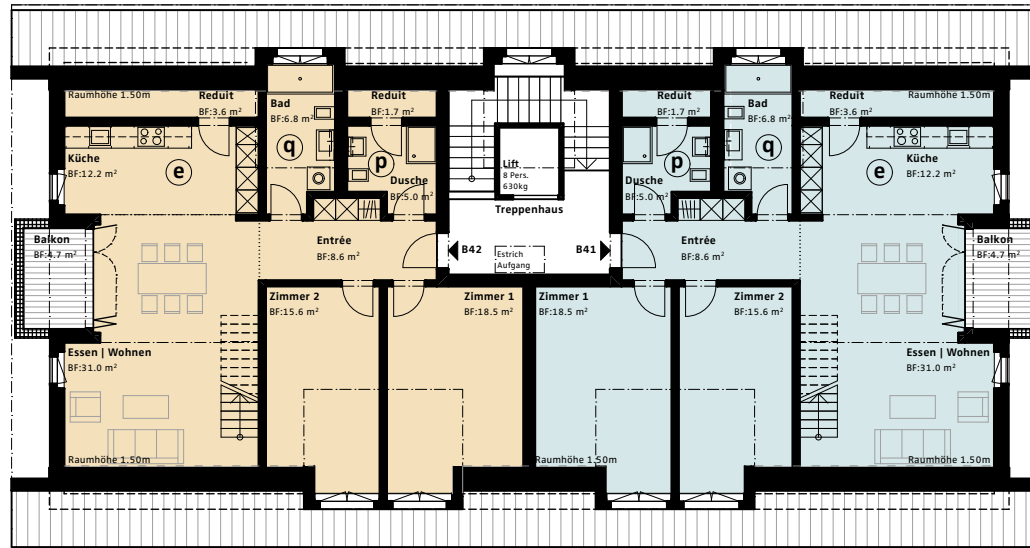 Raumhöhe 1.50m
Reduit
BF:3.6 m²
Bad
BF:6.8 m²
q
Reduit
BF:1.7 m²
p
Dusche
BF:5.0 m²
Küche
BF:12.2 m²
e
Lift
8 Pers.
630kg
Treppenhaus
Reduit
BF:1.7 m²
p
Dusche
BF:5.0 m²
Bad
BF:6.8 m²
q
Raumhöhe 1.50m
Reduit
BF:3.6 m²
Küche
BF:12.2 m²
e
Balkon
BF:4.7 m²
Entrée
BF:8.6 m²
B42
Estrich
Aufgang
B41
Entrée
BF:8.6 m²
Balkon
BF:4.7 m²
Zimmer 2
BF:15.6 m²
Zimmer 1
BF:18.5 m²
Zimmer 1
BF:18.5 m²
Zimmer 2
BF:15.6 m²
Essen | Wohnen
BF:31.0 m²
Essen | Wohnen
BF:31.0 m²
Raumhöhe 1.50m
Raumhöhe 1.50m
Raumhöhe 1.50m